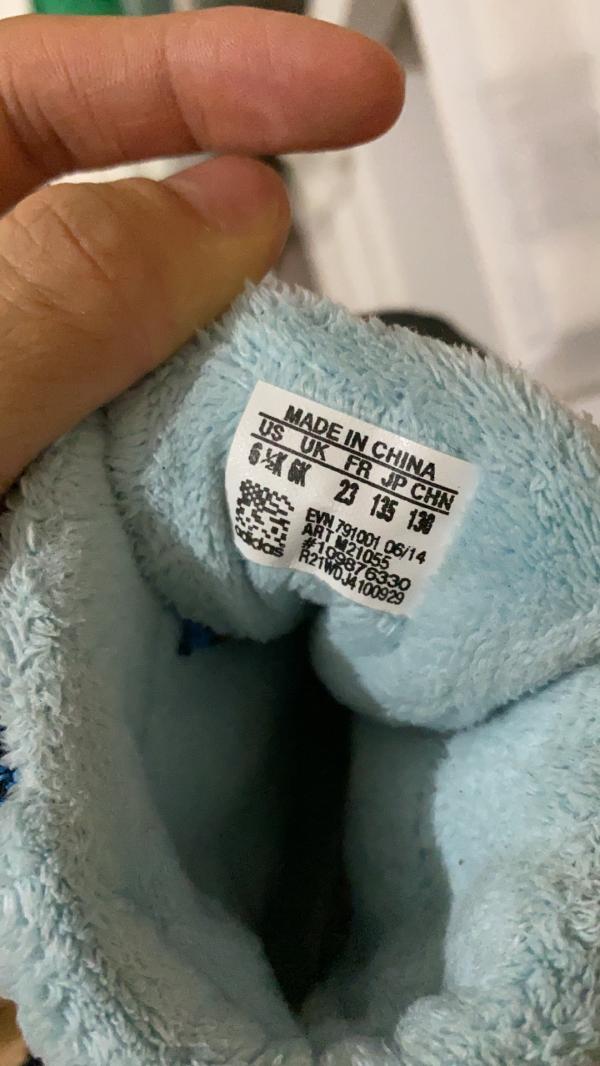 MADE IN CHINA
US UK FR JP CHN
6 ½K 6K 23 135 130
adidas
EVN 791001 06/14
ART M21055
#109876330
R21WDJ4100929